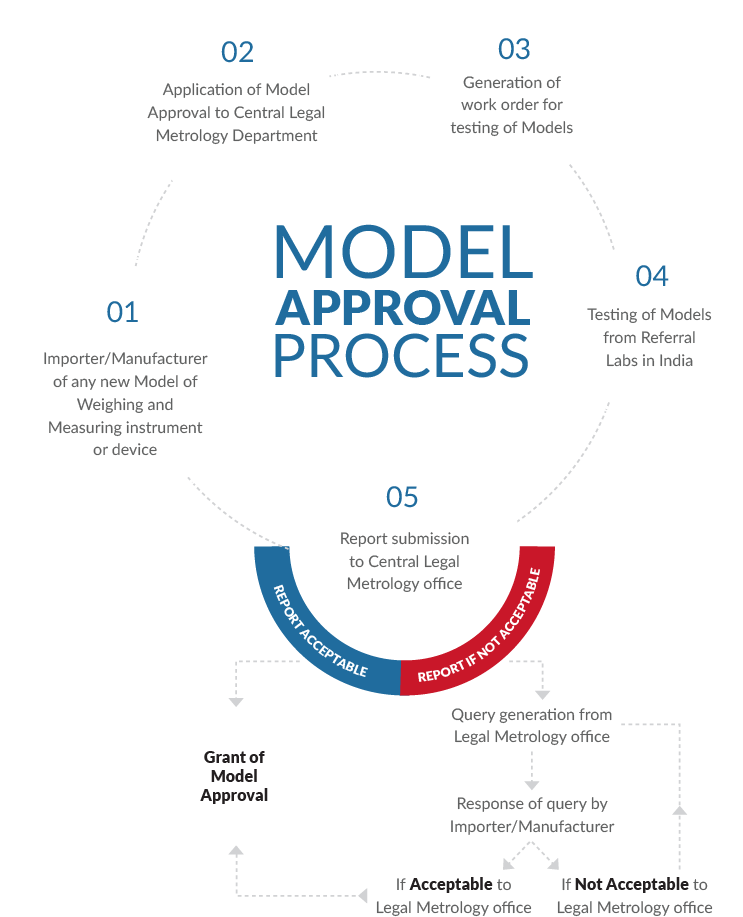 02
Application of Model
Approval to Central Legal
Metrology Department
03
Generation of
work order for
testing of Models
MODEL
APPROVAL
PROCESS
04
Testing of Models
from Referral
Labs in India
01
Importer/Manufacturer
of any new Model of
Weighing and
Measuring instrument
or device
05
Report submission
to Central Legal
Metrology office
REPORT ACCEPTABLE
REPORT IF NOT ACCEPTABLE
Query generation from
Legal Metrology office
Grant of
Model
Approval
Response of query by
Importer/Manufacturer
If Acceptable to
Legal Metrology office
If Not Acceptable to
Legal Metrology office